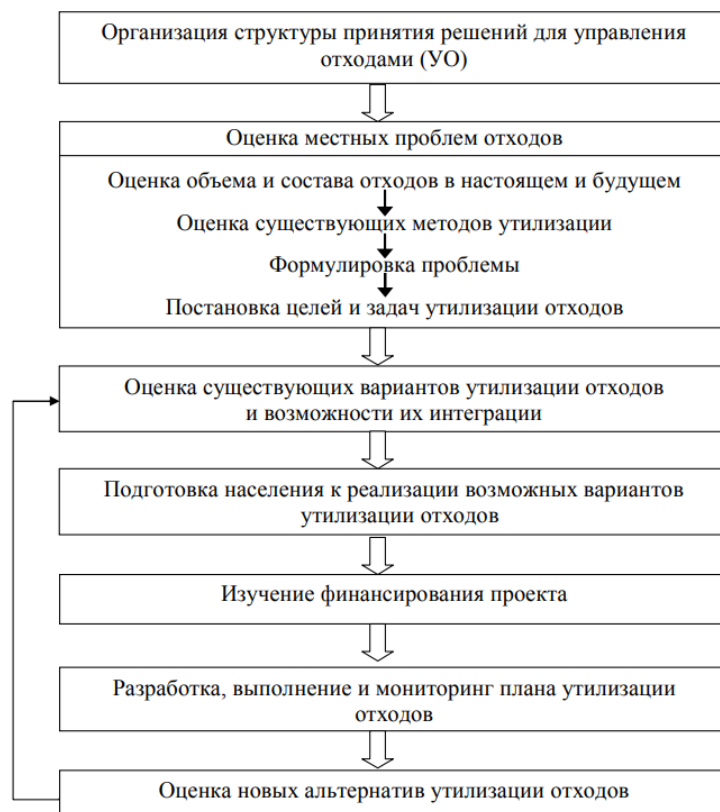 Организация структуры принятия решений для управления
отходами (УО)
Оценка местных проблем отходов
Оценка объема и состава отходов в настоящем и будущем
Оценка существующих методов утилизации
Формулировка проблемы
Постановка целей и задач утилизации отходов
Оценка существующих вариантов утилизации отходов
и возможности их интеграции
Подготовка населения к реализации возможных вариантов
утилизации отходов
Изучение финансирования проекта
Разработка, выполнение и мониторинг плана утилизации
отходов
Оценка новых альтернатив утилизации отходов